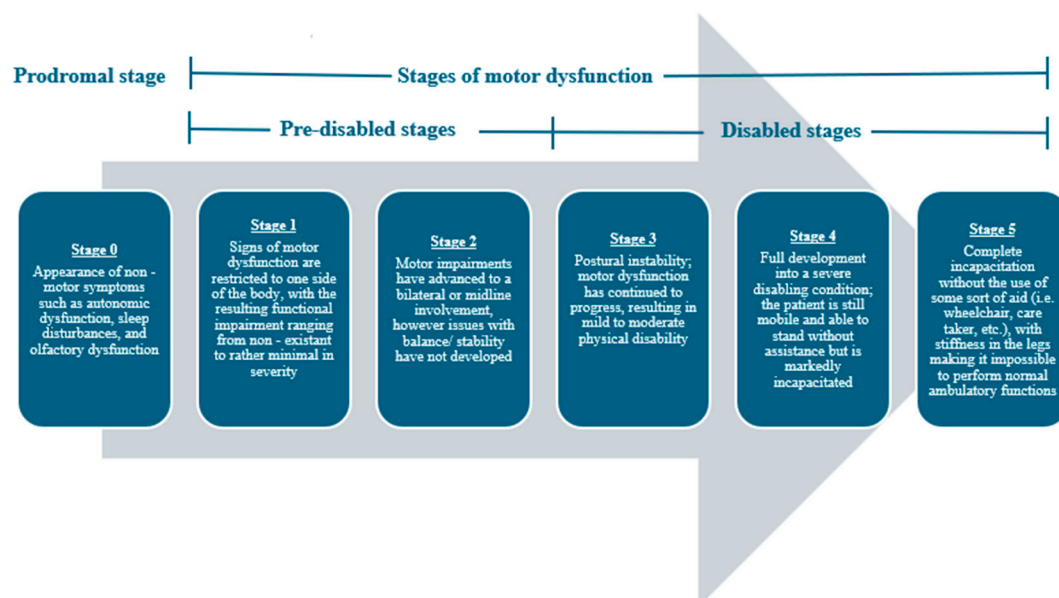 Prodromal stage
Stages of motor dysfunction
Pre-disabled stages
Disabled stages
Stage 0
Appearance of non -
motor symptoms
such as autonomic
dysfunction, sleep
disturbances, and
olfactory dysfunction
Stage 1
Signs of motor
dysfunction are
restricted to one side
of the body, with the
resulting functional
impairment ranging
from non - existant to
rather minimal in
severity
Stage 2
Motor impairments
have advanced to a
bilateral or midline
involvement,
however issues with
balance/ stability
have not developed
Stage 3
Postural instability;
motor dysfunction
has continued to
progress, resulting in
mild to moderate
physical disability
Stage 4
Full development
into a severe
disabling condition;
the patient is still
mobile and able to
stand without
assistance but is
markedly
incapacitated
Stage 5
Complete
incapacitation
without the use of
some sort of aid (i.e.
wheelchair, care
taker, etc.), with
stiffness in the legs
making it impossible
to perform normal
ambulatory functions